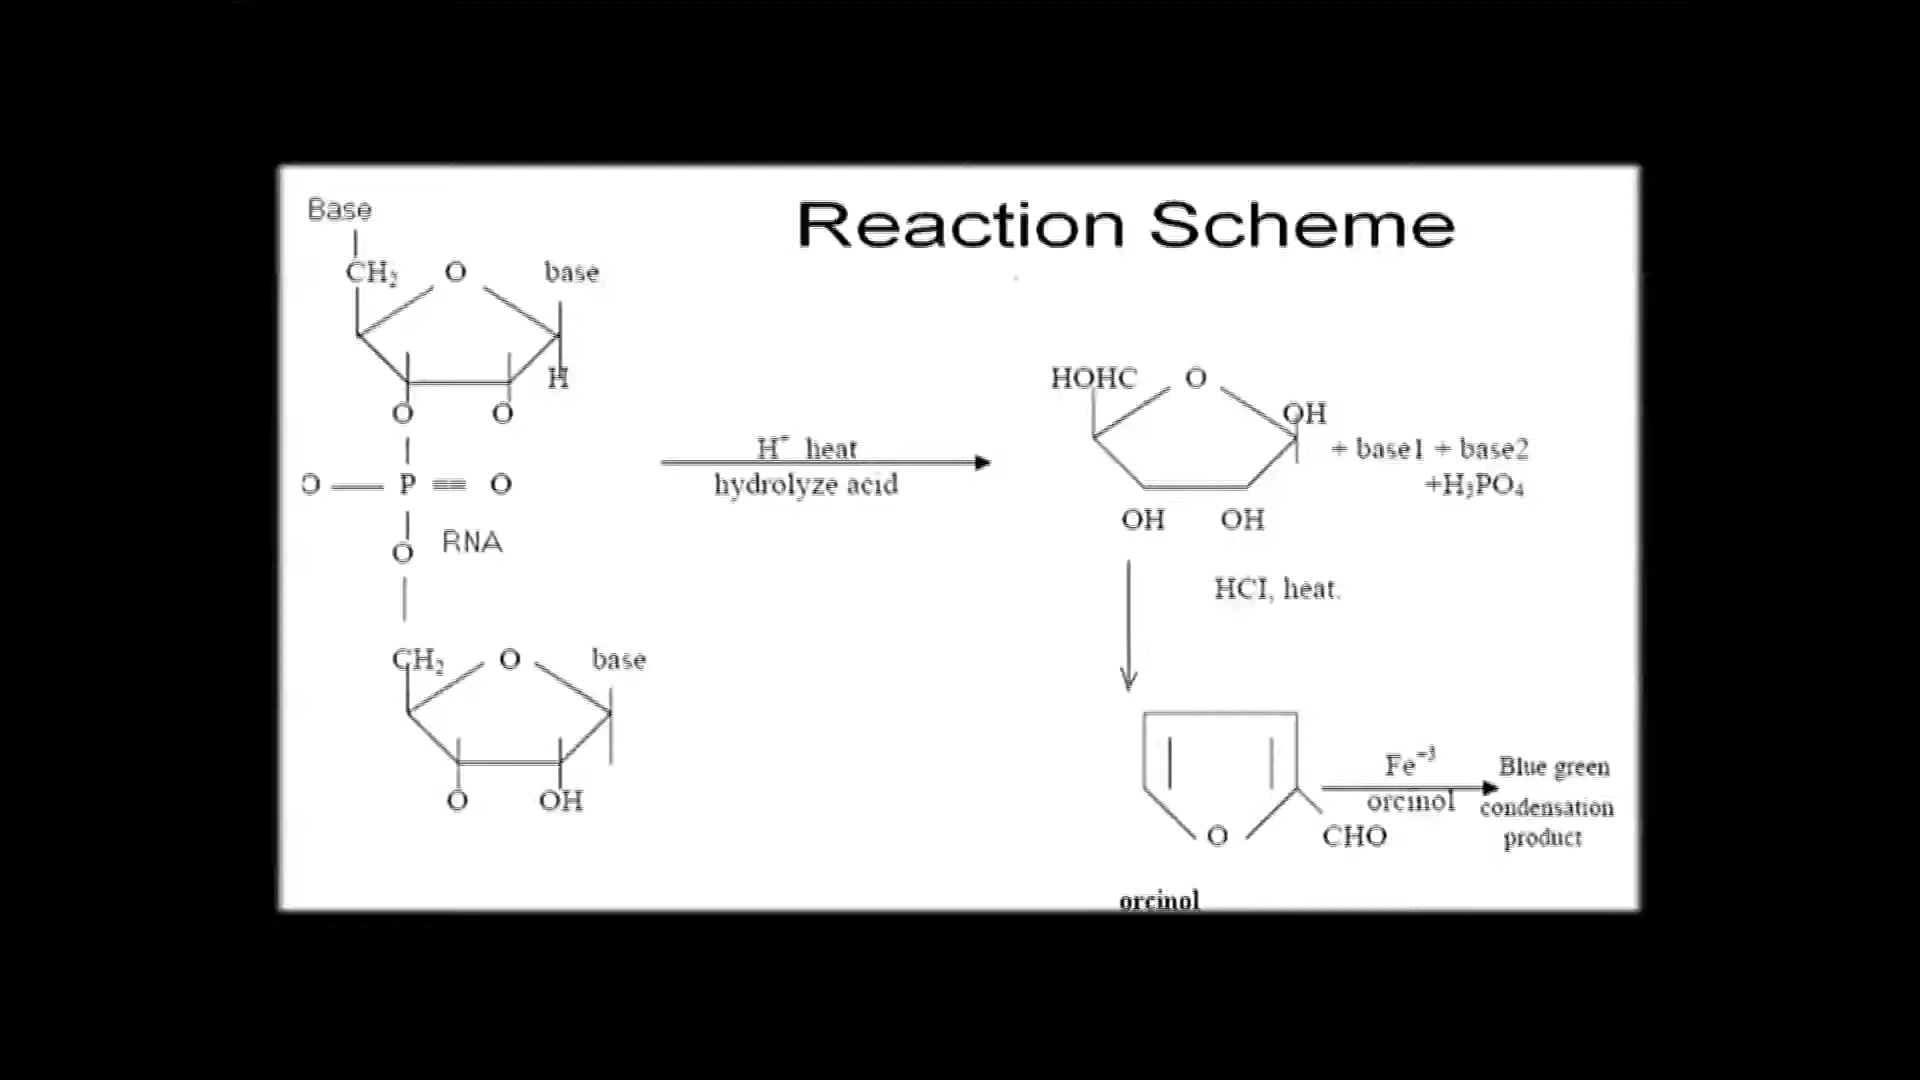 Reaction Scheme
Base
CH₂ O base
H
O O
O — P == O
O RNA
CH₂ O base
O OH
H⁺ heat
hydrolyze acid
HOHC O
OH
+ base1 + base2
+H₃PO₄
OH OH
HCI, heat.
O CHO
Fe⁻³
orcinol
Blue green
condensation
product
orcinol